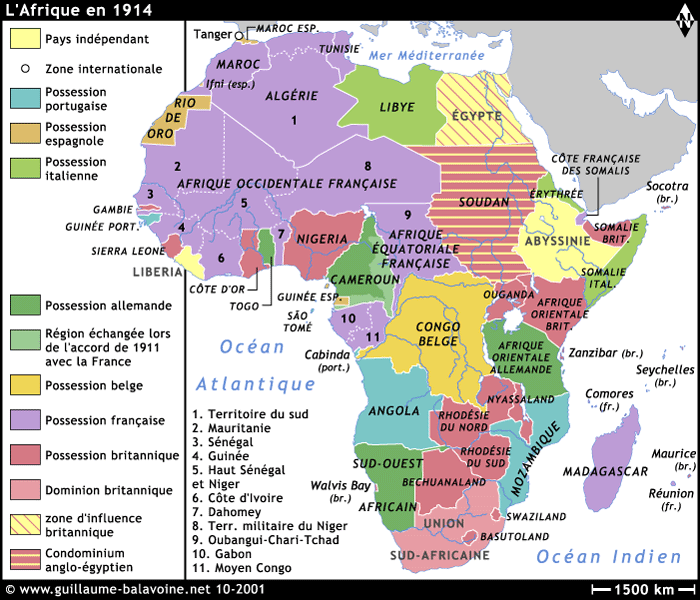 L'Afrique en 1914
N
Pays indépendant
Zone internationale
Possession
portugaise
Possession
espagnole
Possession
italienne
Possession allemande
Région échangée lors
de l'accord de 1911
avec la France
Possession belge
Possession française
Possession britannique
Dominion britannique
zone d'influence
britannique
Condominium
anglo-égyptien
Tanger
MAROC ESP.
MAROC
Ifni (esp.)
TUNISIE
Mer Méditerranée
ALGÉRIE
1
LIBYE
ÉGYPTE
RIO
DE
ORO
2
8
AFRIQUE OCCIDENTALE FRANÇAISE
3
5
GAMBIE
GUINÉE PORT.
4
SIERRA LEONE
6
7
LIBERIA
CÔTE D'OR
TOGO
NIGERIA
9
AFRIQUE
ÉQUATORIALE
FRANÇAISE
SOUDAN
CÔTE FRANÇAISE
DES SOMALIS
ÉRYTHRÉE
Socotra
(br.)
ABYSSINIE
SOMALIE
BRIT.
SOMALIE
ITAL.
CAMEROUN
GUINÉE ESP.
SÃO
TOMÉ
10
11
OUGANDA
AFRIQUE
ORIENTALE
BRIT.
CONGO
BELGE
Océan
Atlantique
Cabinda
(port.)
AFRIQUE
ORIENTALE
ALLEMANDE
Zanzibar (br.)
Seychelles
(br.)
Comores
(fr.)
ANGOLA
NYASSALAND
RHODÉSIE
DU NORD
RHODÉSIE
DU SUD
MOZAMBIQUE
MADAGASCAR
Maurice
(br.)
Réunion
(fr.)
SUD-OUEST
AFRICAIN
Walvis Bay
(br.)
BECHUANALAND
SWAZILAND
BASUTOLAND
UNION
SUD-AFRICAINE
Océan Indien
1. Territoire du sud
2. Mauritanie
3. Sénégal
4. Guinée
5. Haut Sénégal
et Niger
6. Côte d'Ivoire
7. Dahomey
8. Terr. militaire du Niger
9. Oubangui-Chari-Tchad
10. Gabon
11. Moyen Congo
© www.guillaume-balavoine.net 10-2001
1500 km